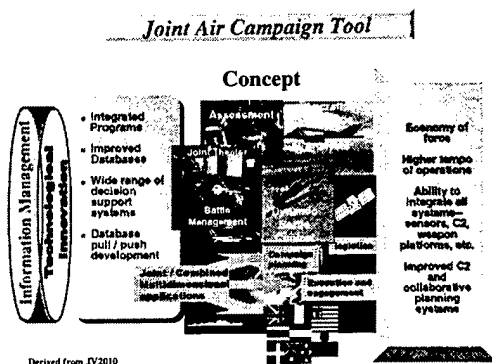 Joint Air Campaign Tool
Concept
Information Management
Technological
Innovation
• Integrated
Programs
• Improved
Databases
• Wide range of
decision
support
systems
• Database
pull / push
development
Assessment
Joint Theater
Battle
Management
Joint / Combined
Multidimensional
applications
Campaign
Execution and
Economy of
force
Higher tempo
of operations
Ability to
integrate all
systems—
sensors, C2,
weapon
platforms, etc.
Improved C2
and
collaborative
planning
systems
Derived from JV2010